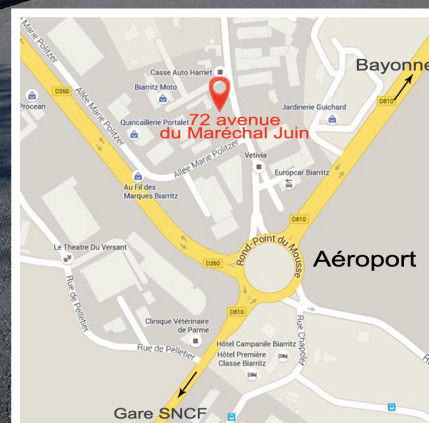 Marie Politzer
Casse Auto Harriet
Bayonne
Biarritz Moto
D260
Allée Marie Politzer
D810
Procean
72 avenue
du Maréchal Juin
Jardinerie Guichard
Quincaillerie Portalet
Allée Marie Politzer
Vetivia
Europcar Biarritz
Au Fil des
Marques Biarritz
D810
Rond-Point du Mousse
Le Theatre Du Versant
D260
Aéroport
Rue de Pelletier
D810
Clinique Vétérinaire
de Parme
Rue Chapelet
Rue de Pelletier
Hôtel Campanile Biarritz
Hôtel Première
Classe Biarritz
Gare SNCF